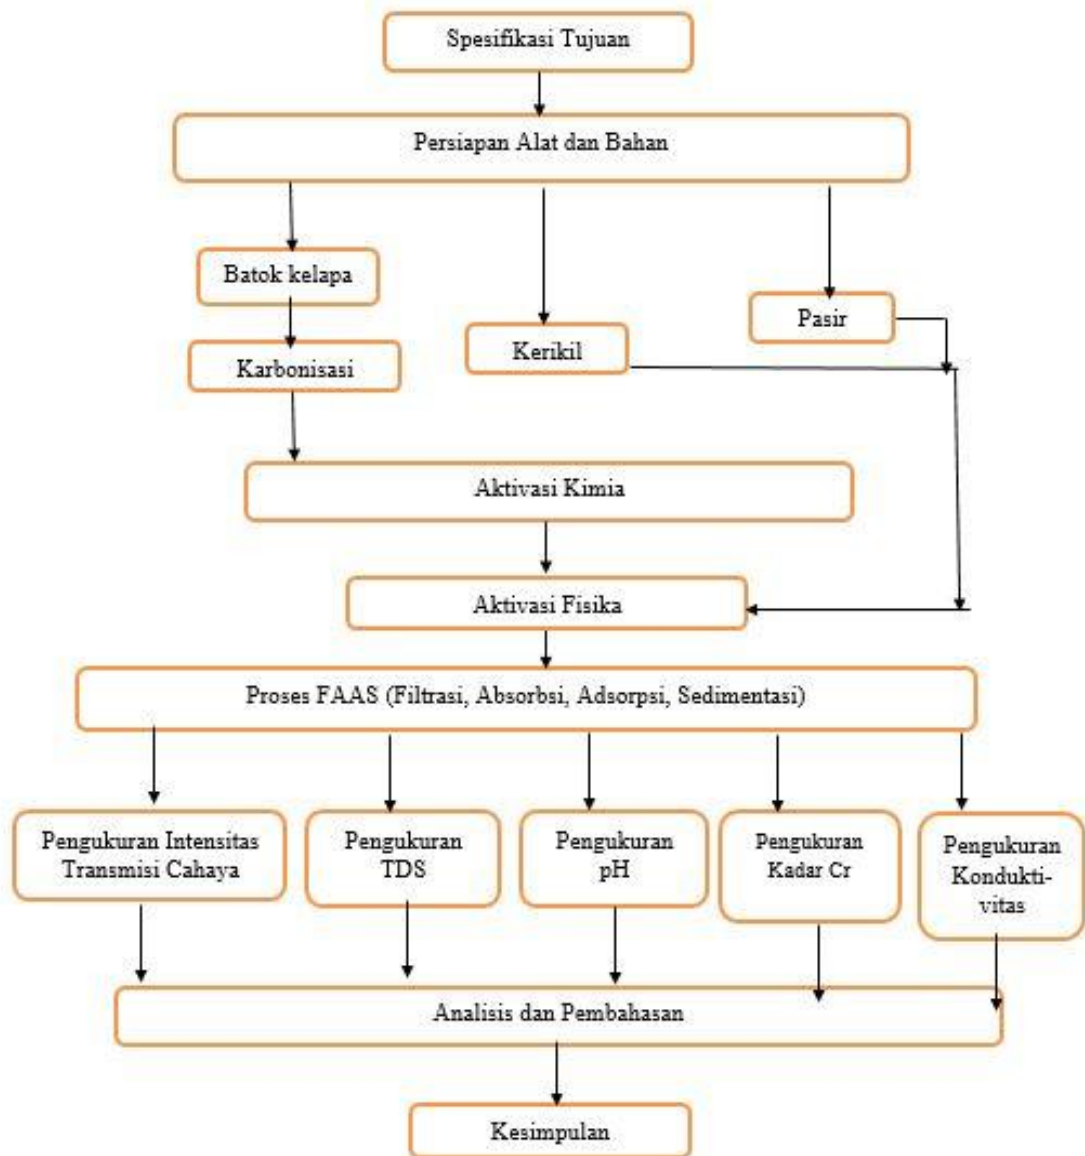 Spesifikasi Tujuan
Persiapan Alat dan Bahan
Batok kelapa
Pasir
Kerikil
Karbonisasi
Aktivasi Kimia
Aktivasi Fisika
Proses FAAS (Filtrasi, Absorbsi, Adsorpsi, Sedimentasi)
Pengukuran Intensitas
Transmisi Cahaya
Pengukuran
TDS
Pengukuran
pH
Pengukuran
Kadar Cr
Pengukuran
Kondukti-
vitas
Analisis dan Pembahasan
Kesimpulan